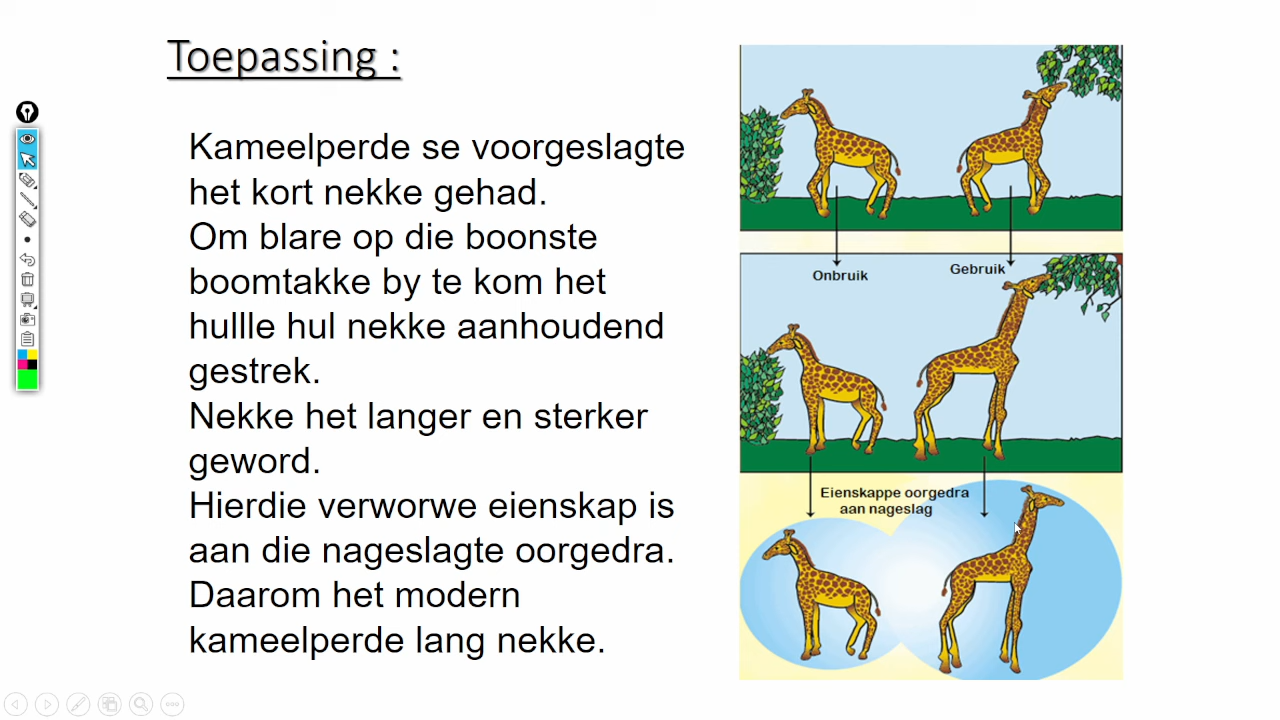 Toepassing :
Kameelperde se voorgeslagte
het kort nekke gehad.
Om blare op die boonste
boomtakke by te kom het
hullle hul nekke aanhoudend
gestrek.
Nekke het langer en sterker
geword.
Hierdie verworwe eienskap is
aan die nageslagte oorgedra.
Daarom het modern
kameelperde lang nekke.
Onbruik
Gebruik
Eienskappe oorgedra
aan nageslag